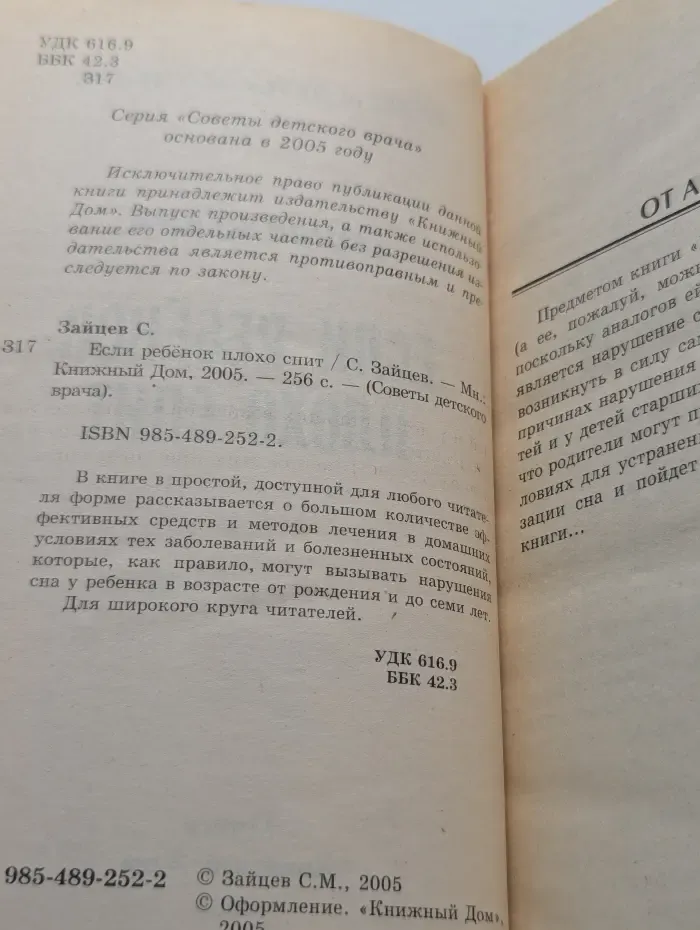 УДК 616.9
ББК 42.3
317
Серия «Советы детского врача»
основана в 2005 году
Исключительное право публикации данной
книги принадлежит издательству «Книжный
Дом». Выпуск произведения, а также использо-
вание его отдельных частей без разрешения из-
дательства является противоправным и пре-
следуется по закону.
Зайцев С.
317 Если ребёнок плохо спит / С. Зайцев. — Мн.:
Книжный Дом, 2005. — 256 с. — (Советы детского
врача).
ISBN 985-489-252-2.
В книге в простой, доступной для любого читате-
ля форме рассказывается о большом количестве эф-
фективных средств и методов лечения в домашних
условиях тех заболеваний и болезненных состояний,
которые, как правило, могут вызывать нарушения
сна у ребенка в возрасте от рождения и до семи лет.
Для широкого круга читателей.
УДК 616.9
ББК 42.3
985-489-252-2
© Зайцев С.М., 2005
© Оформление. «Книжный Дом»,
2005
ОТ А
Предметом книги «
(а ее, пожалуй, можн
поскольку аналогов ей
является нарушение с
возникнуть в силу сам
причинах нарушения
тей и у детей старши
что родители могут п
ловиях для устранен
зации сна и пойдет
книги...